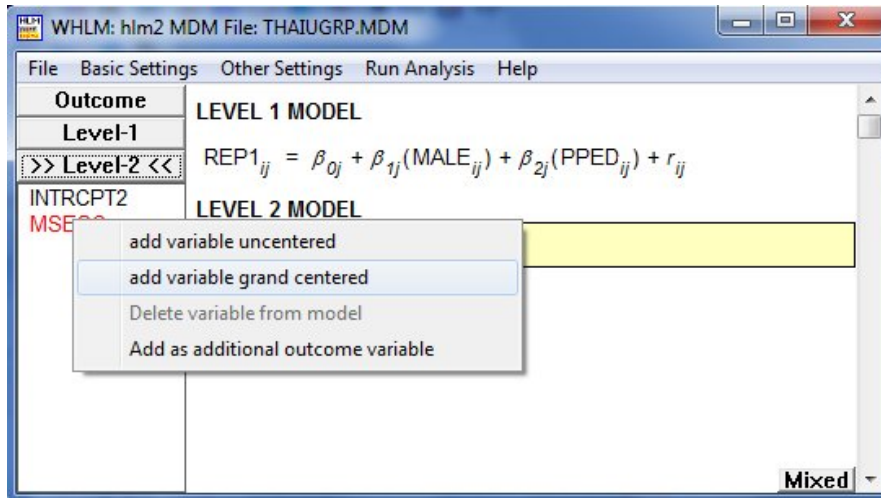 WHLM: hlm2 MDM File: THAIUGRP.MDM
File Basic Settings Other Settings Run Analysis Help
Outcome
Level-1
>> Level-2 <<
INTRCPT2
LEVEL 1 MODEL
REP1ij = β0j + β1j(MALEij) + β2j(PPEDij) + rij
LEVEL 2 MODEL
add variable uncentered
add variable grand centered
Delete variable from model
Add as additional outcome variable
Mixed